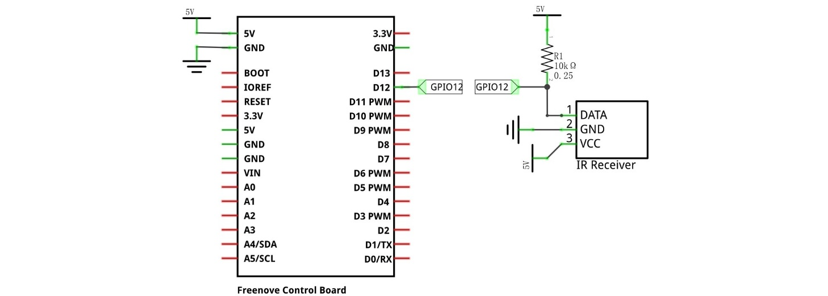 5V
5V
GND
BOOT
IOREF
RESET
3.3V
5V
GND
GND
VIN
A0
A1
A2
A3
A4/SDA
A5/SCL
3.3V
GND
D13
D12
D11 PWM
D10 PWM
D9 PWM
D8
D7
D6 PWM
D5 PWM
D4
D3 PWM
D2
D1/TX
D0/RX
Freenove Control Board
GPIO12
GPIO12
5V
R1
10kΩ
0.25
1 DATA
2 GND
3 VCC
5V
IR Receiver